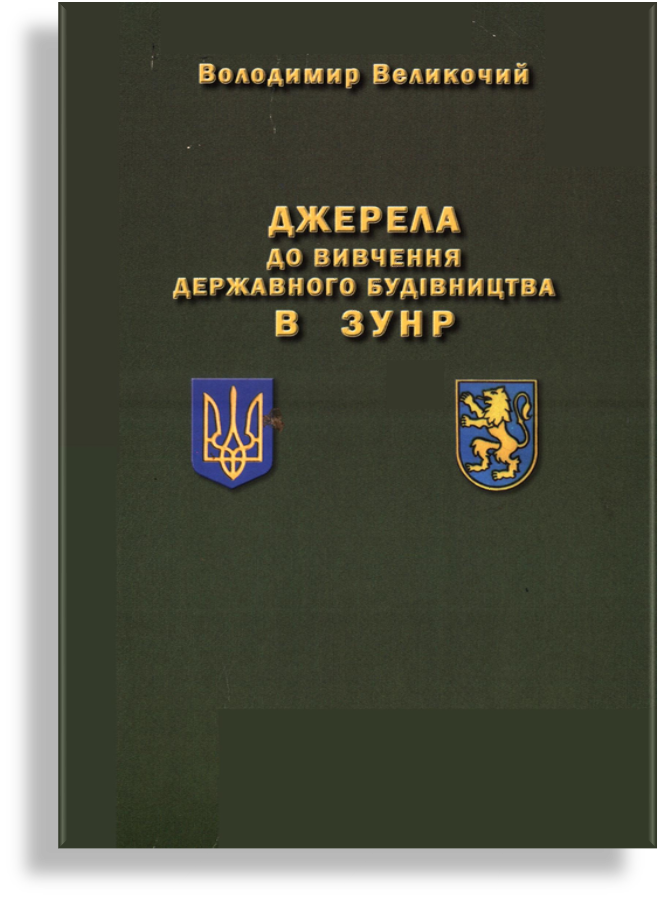 Володимир Великочий
ДЖЕРЕЛА
ДО ВИВЧЕННЯ
ДЕРЖАВНОГО БУДІВНИЦТВА
В ЗУНР